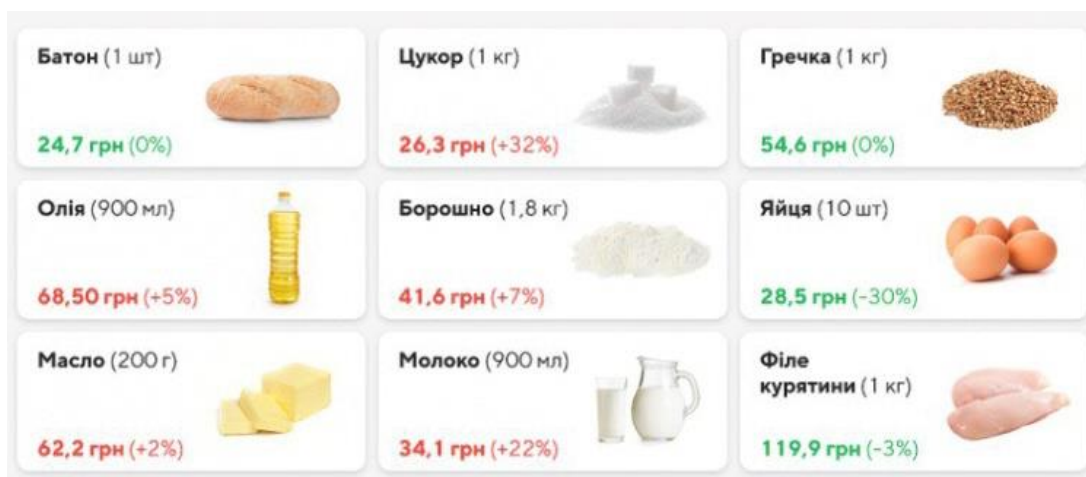 Батон (1 шт)
24,7 грн (0%)
Цукор (1 кг)
26,3 грн (+32%)
Гречка (1 кг)
54,6 грн (0%)
Олія (900 мл)
68,50 грн (+5%)
Борошно (1,8 кг)
41,6 грн (+7%)
Яйця (10 шт)
28,5 грн (-30%)
Масло (200 г)
62,2 грн (+2%)
Молоко (900 мл)
34,1 грн (+22%)
Філе
курятини (1 кг)
119,9 грн (-3%)